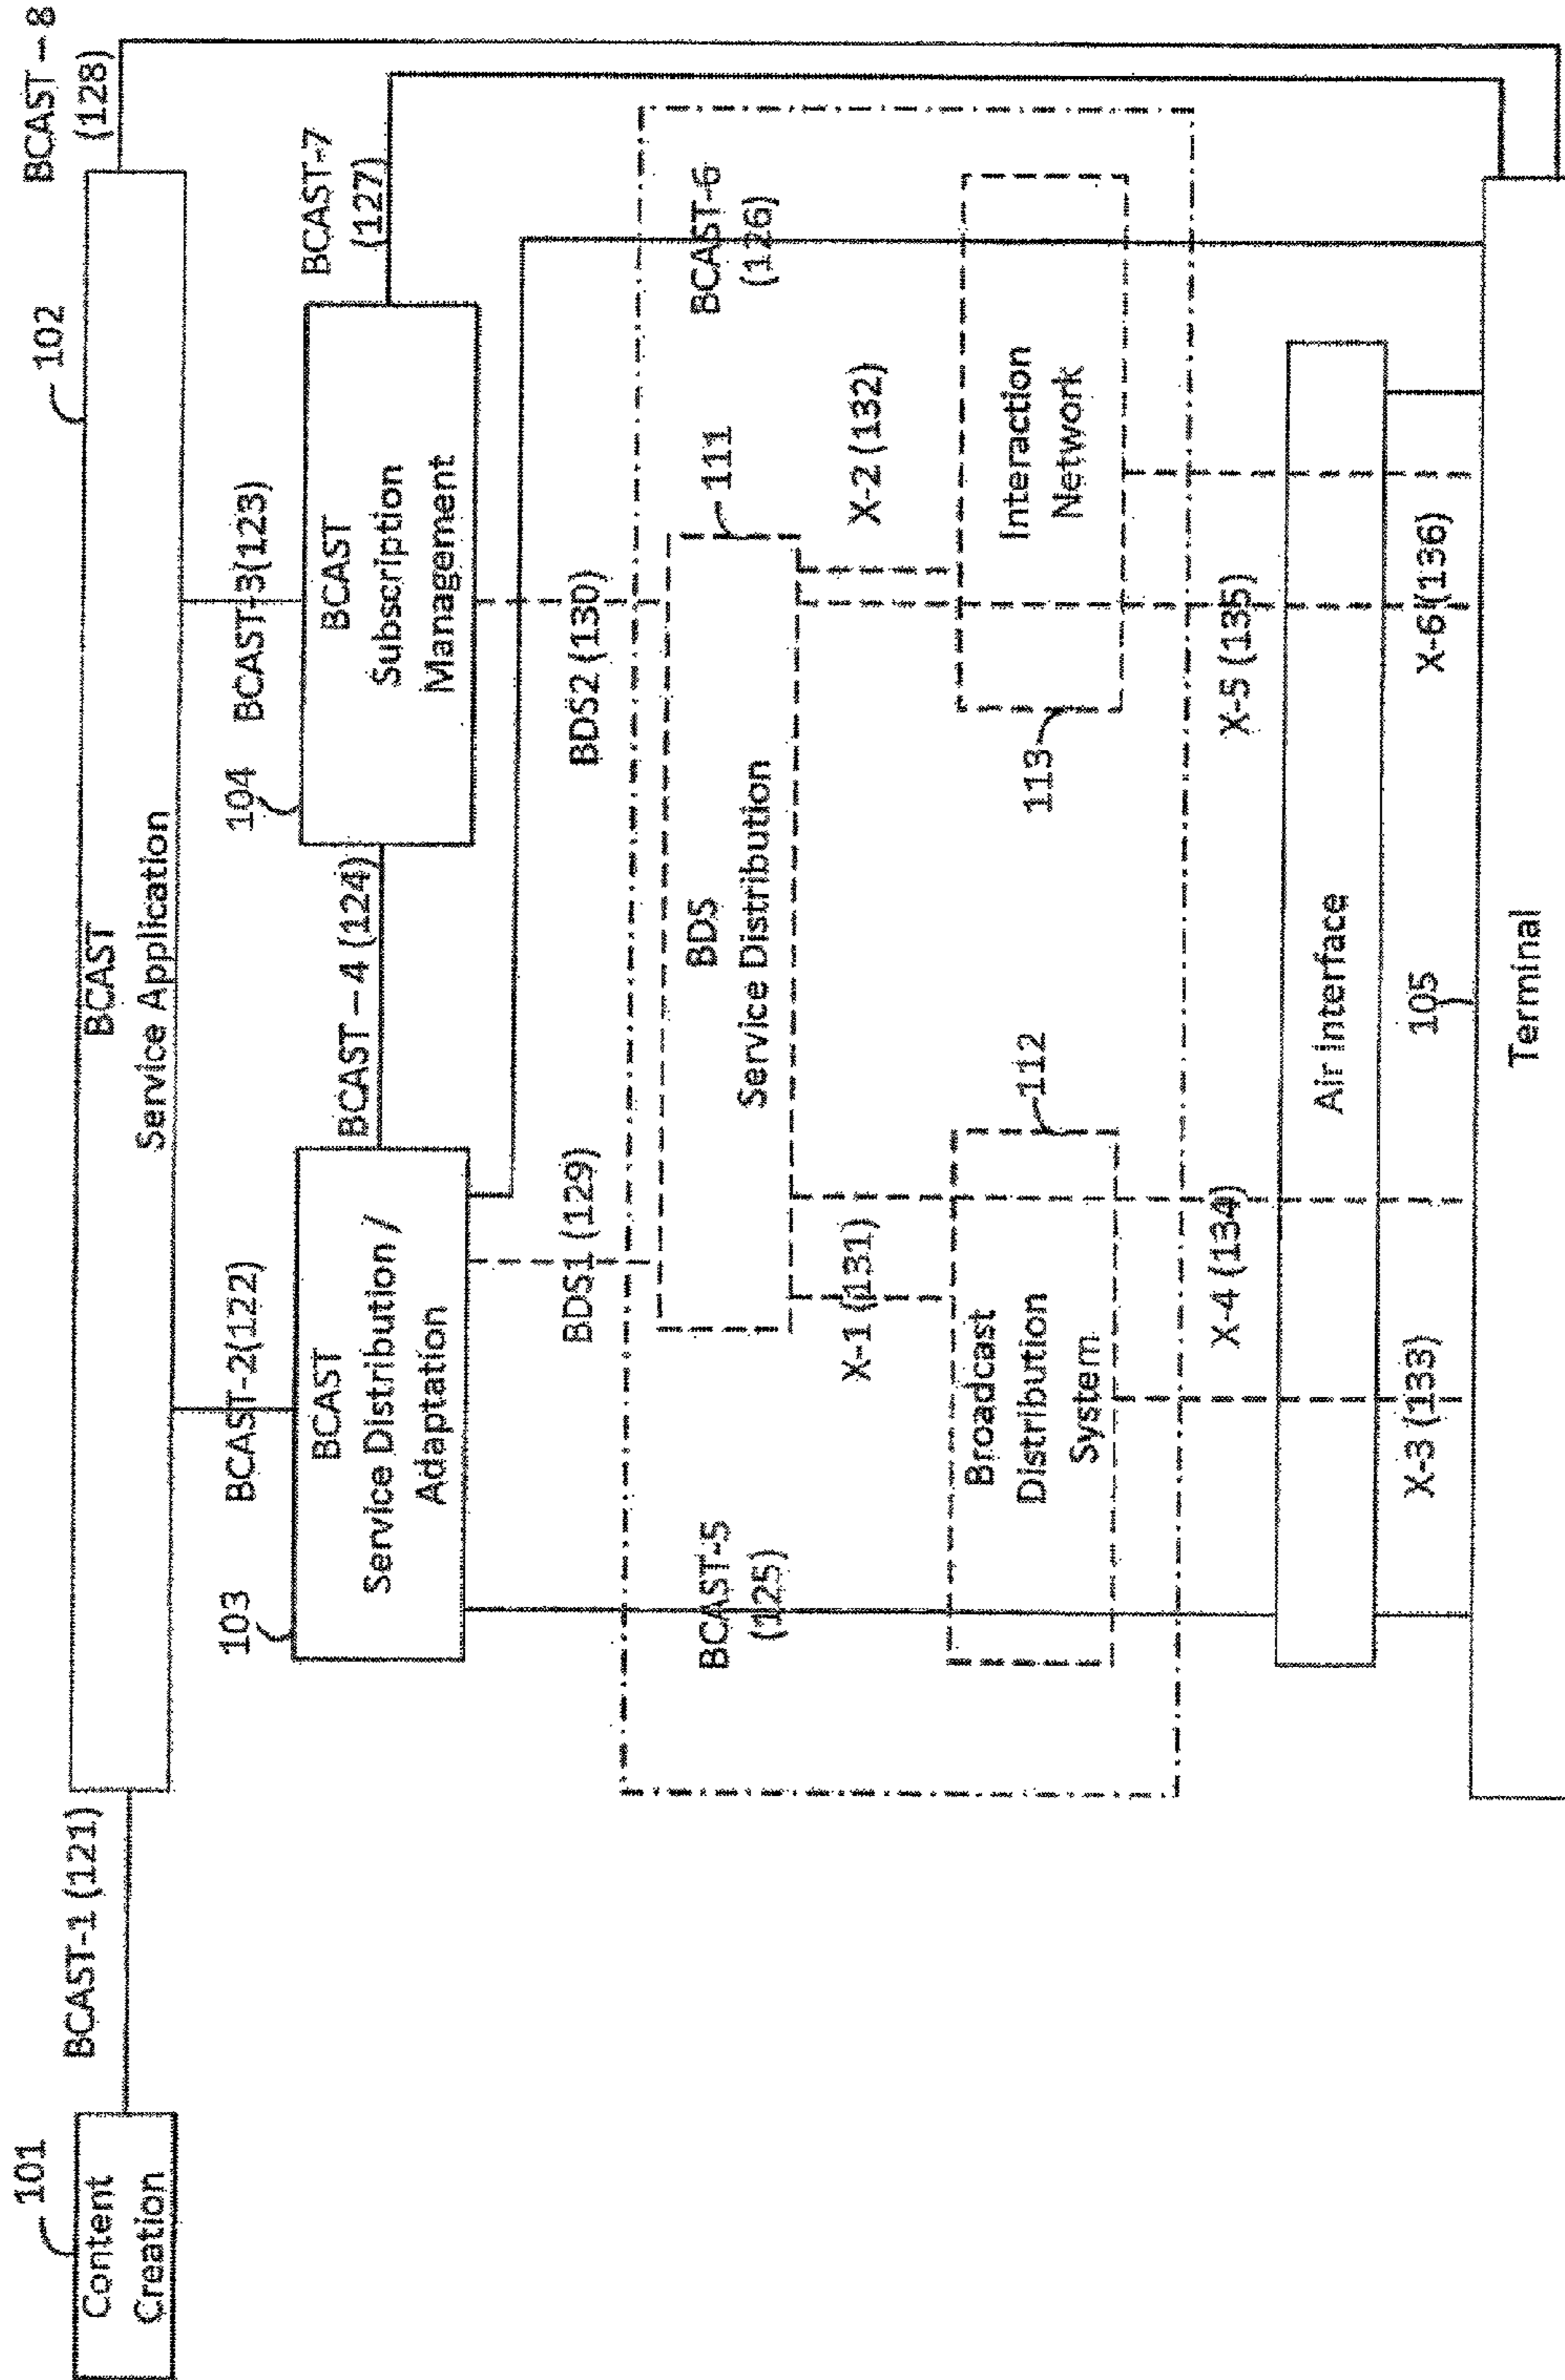 101
Content
Creation
BCAST-1 (121)
BCAST
Service Application
102
BCAST – 8
(128)
BCAST-2(122)
BCAST-3(123)
BCAST-7
(127)
103
BCAST
Service Distribution /
Adaptation
BCAST – 4 (124)
104
BCAST
Subscription
Management
BDS1 (129)
BDS2 (130)
BCAST-5
(125)
BDS
Service Distribution
111
BCAST-6
(126)
X-1 (131)
X-2 (132)
Broadcast
Distribution
System
112
113
Interaction
Network
X-4 (134)
X-5 (135)
Air Interface
X-3 (133)
105
X-6 (136)
Terminal